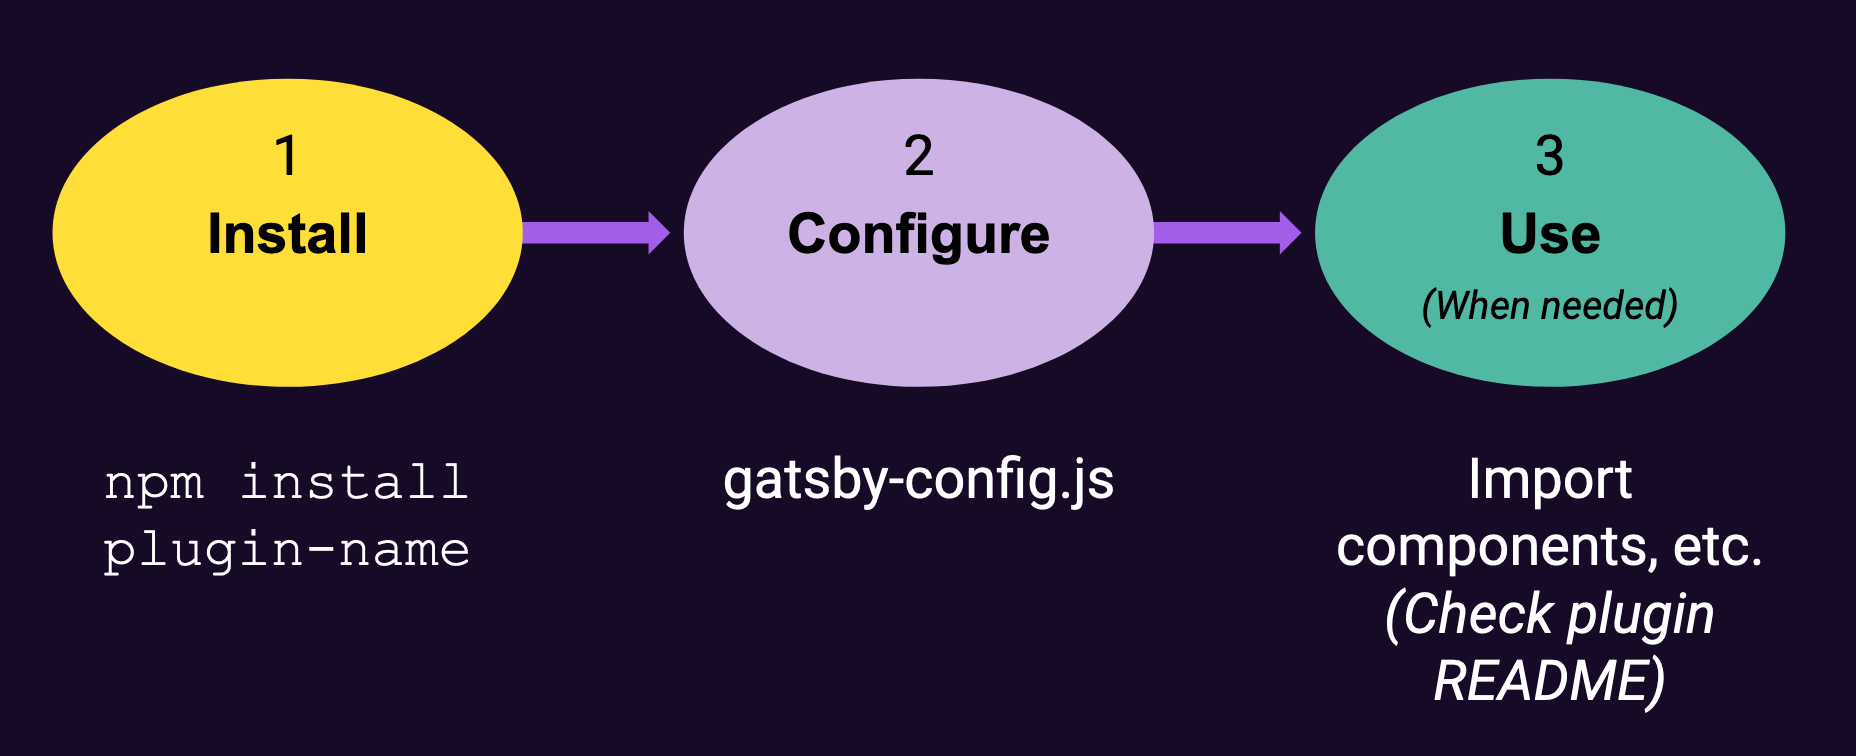 1
Install
npm install
plugin-name
2
Configure
gatsby-config.js
3
Use
(When needed)
Import
components, etc.
(Check plugin
README)